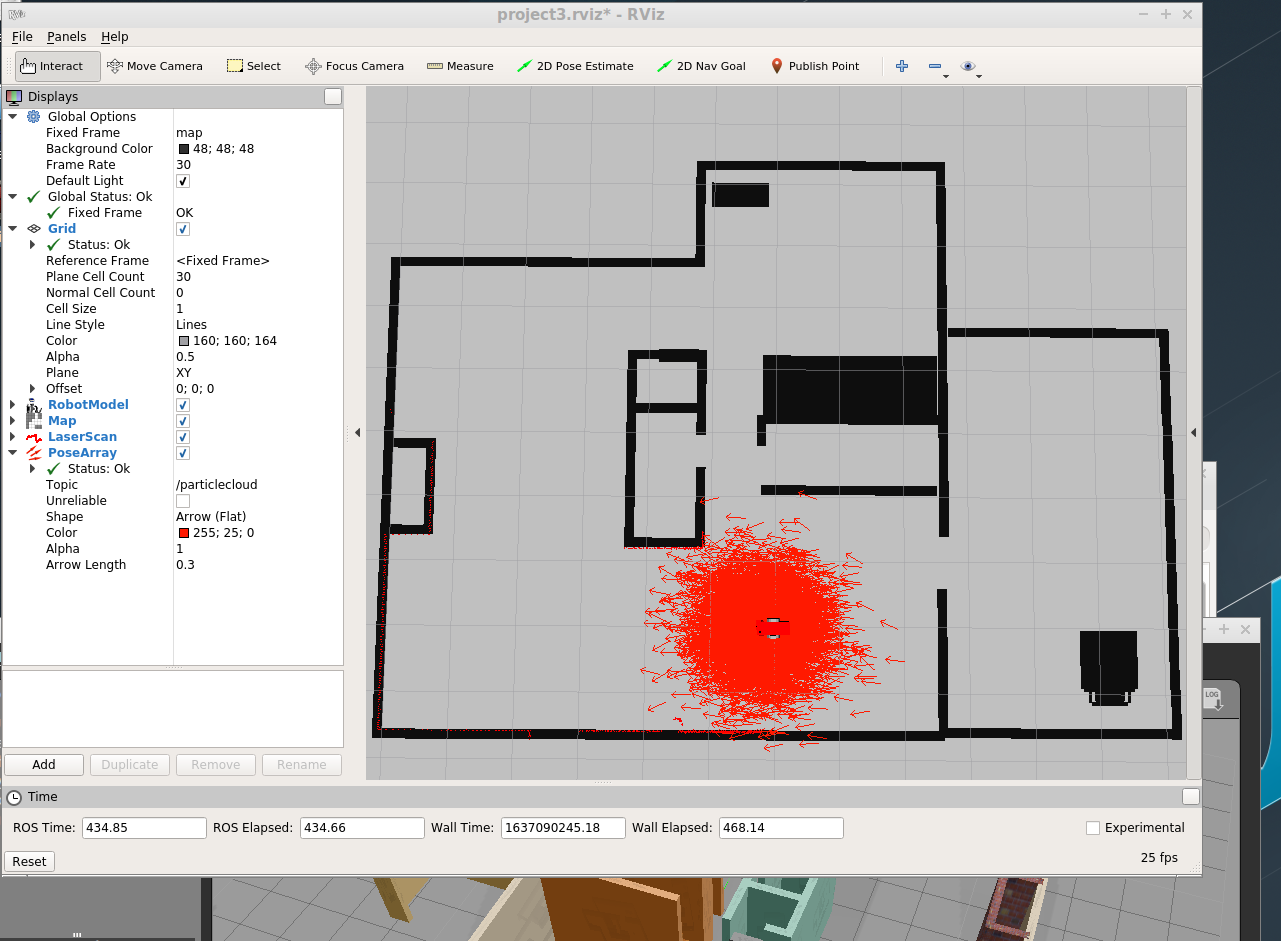 RViz
project3.rviz* - RViz
File Panels Help
Interact Move Camera Select Focus Camera Measure 2D Pose Estimate 2D Nav Goal Publish Point
Displays
Global Options
Fixed Frame map
Background Color 48; 48; 48
Frame Rate 30
Default Light
Global Status: Ok
Fixed Frame OK
Grid
Status: Ok
Reference Frame <Fixed Frame>
Plane Cell Count 30
Normal Cell Count 0
Cell Size 1
Line Style Lines
Color 160; 160; 164
Alpha 0.5
Plane XY
Offset 0; 0; 0
RobotModel
Map
LaserScan
PoseArray
Status: Ok
Topic /particlecloud
Unreliable
Shape Arrow (Flat)
Color 255; 25; 0
Alpha 1
Arrow Length 0.3
LOG
Add Duplicate Remove Rename
Time
ROS Time: 434.85 ROS Elapsed: 434.66 Wall Time: 1637090245.18 Wall Elapsed: 468.14 Experimental
Reset 25 fps